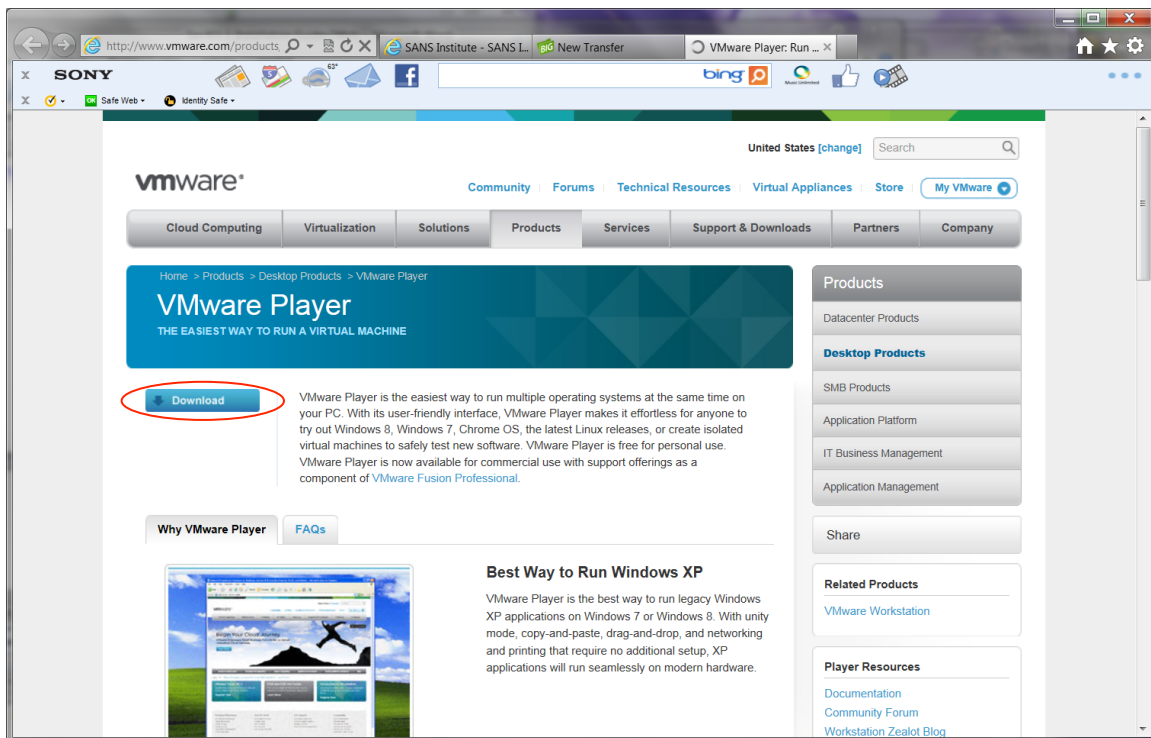 http://www.vmware.com/products
SANS Institute - SANS I...
BIG New Transfer
VMware Player: Run ...
x SONY
63°
f
bing
Music Unlimited
x
OK Safe Web
Identity Safe
United States [change] Search
vmware®
Community Forums Technical Resources Virtual Appliances Store My VMware
Cloud Computing Virtualization Solutions Products Services Support & Downloads Partners Company
Home > Products > Desktop Products > VMware Player
VMware Player
THE EASIEST WAY TO RUN A VIRTUAL MACHINE
Download
VMware Player is the easiest way to run multiple operating systems at the same time on
your PC. With its user-friendly interface, VMware Player makes it effortless for anyone to
try out Windows 8, Windows 7, Chrome OS, the latest Linux releases, or create isolated
virtual machines to safely test new software. VMware Player is free for personal use.
VMware Player is now available for commercial use with support offerings as a
component of VMware Fusion Professional.
Why VMware Player FAQs
Best Way to Run Windows XP
VMware Player is the best way to run legacy Windows
XP applications on Windows 7 or Windows 8. With unity
mode, copy-and-paste, drag-and-drop, and networking
and printing that require no additional setup, XP
applications will run seamlessly on modern hardware.
Products
Datacenter Products
Desktop Products
SMB Products
Application Platform
IT Business Management
Application Management
Share
Related Products
VMware Workstation
Player Resources
Documentation
Community Forum
Workstation Zealot Blog